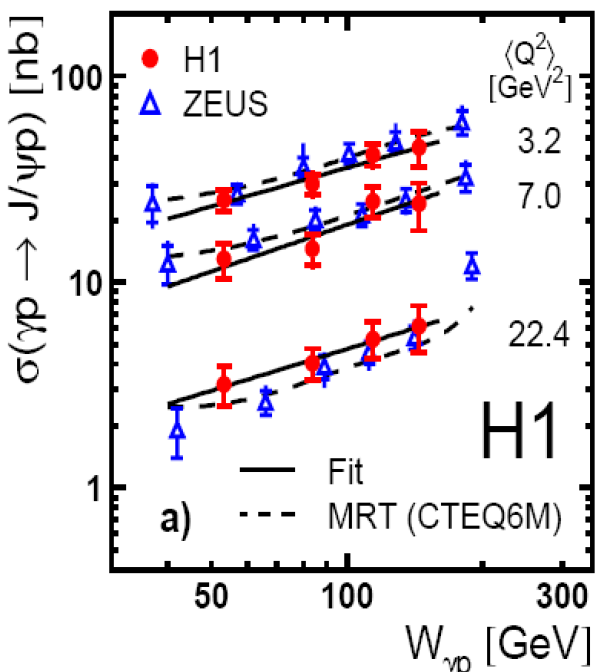 σ(γp → J/ψp) [nb]
100
10
1
H1
ZEUS
⟨Q²⟩
[GeV²]
3.2
7.0
22.4
H1
Fit
a)
MRT (CTEQ6M)
50
100
300
Wγp [GeV]